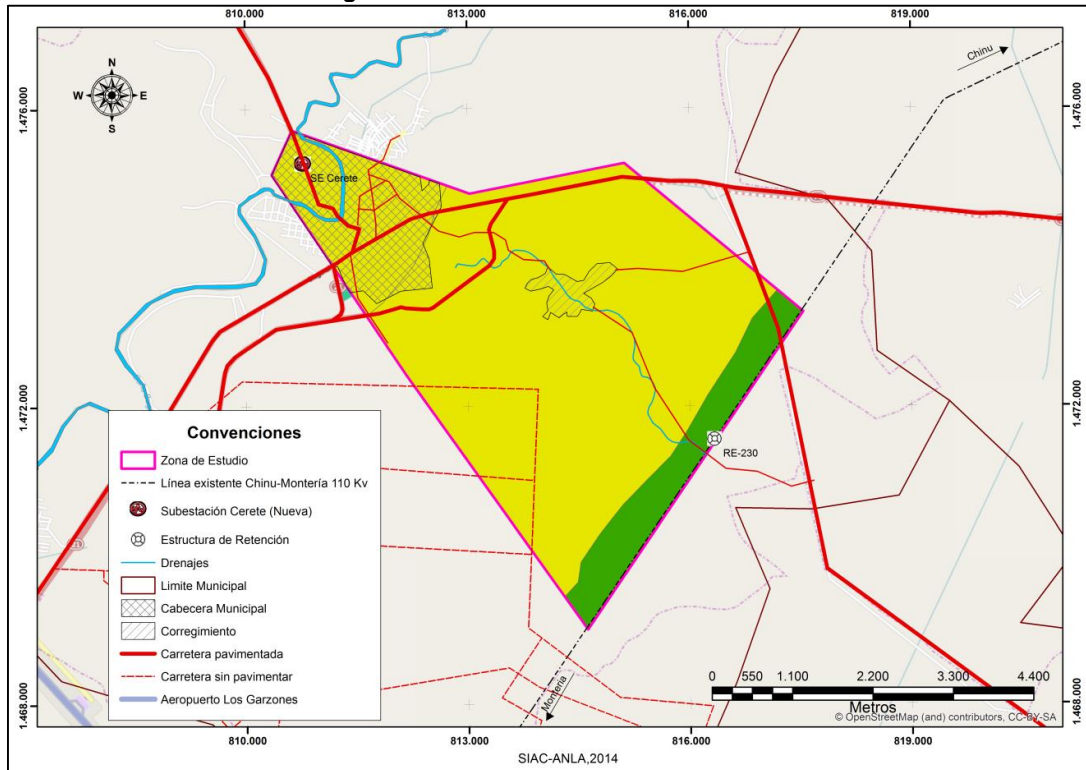 810.000
813.000
816.000
819.000
1.476.000
1.476.000
N
W
E
S
Chinu
SE Cerete
1.472.000
1.472.000
RE-230
Convenciones
Zona de Estudio
Línea existente Chinu-Montería 110 Kv
Subestación Cerete (Nueva)
Estructura de Retención
Drenajes
Limite Municipal
Cabecera Municipal
Corregimiento
Carretera pavimentada
Carretera sin pavimentar
Aeropuerto Los Garzones
Montería
0 550 1.100 2.200 3.300 4.400
Metros
© OpenStreetMap (and) contributors, CC-BY-SA
1.468.000
1.468.000
810.000
813.000
816.000
819.000
SIAC-ANLA,2014